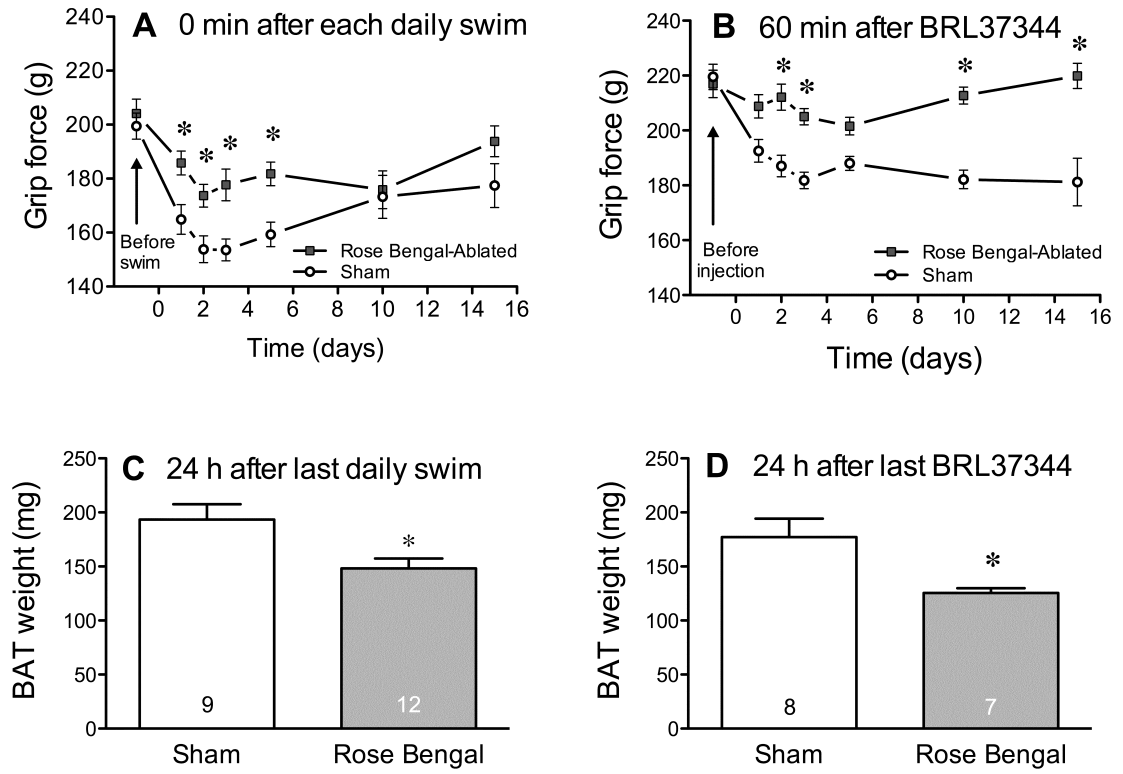 A 0 min after each daily swim
Grip force (g)
240
220
200
180
160
140
* * * *
Before
swim
Rose Bengal-Ablated
Sham
0 2 4 6 8 10 12 14 16
Time (days)
B 60 min after BRL37344
Grip force (g)
240
220
200
180
160
140
* * * *
Before
injection
Rose Bengal-Ablated
Sham
0 2 4 6 8 10 12 14 16
Time (days)
C 24 h after last daily swim
BAT weight (mg)
250
200
150
100
50
0
*
9 12
Sham Rose Bengal
D 24 h after last BRL37344
BAT weight (mg)
250
200
150
100
50
0
*
8 7
Sham Rose Bengal